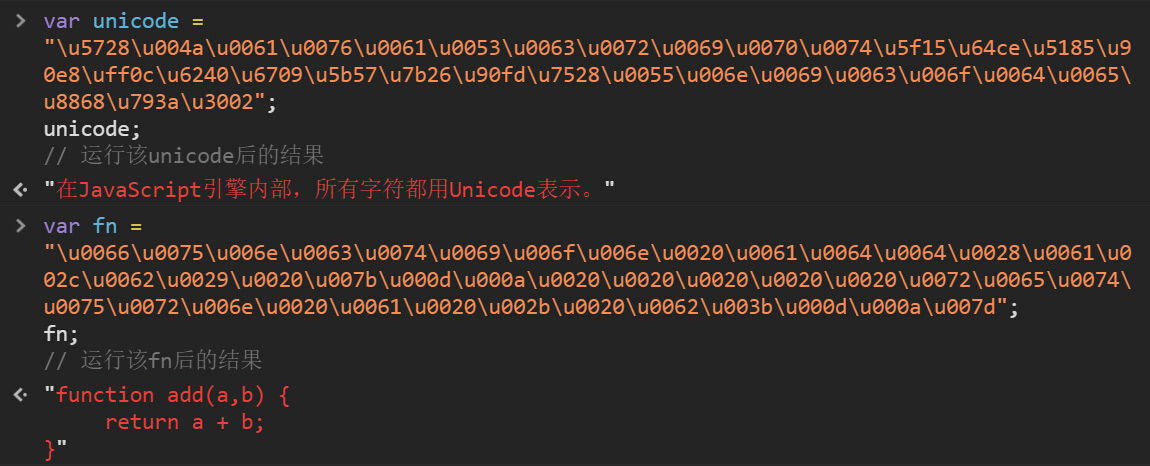 > var unicode =
"\u5728\u004a\u0061\u0076\u0061\u0053\u0063\u0072\u0069\u0070\u0074\u5f15\u64ce\u5185\u9
0e8\uff0c\u6240\u6709\u5b57\u7b26\u90fd\u7528\u0055\u006e\u0069\u0063\u006f\u0064\u0065\
u8868\u793a\u3002";
unicode;
// 运行该unicode后的结果
"在JavaScript引擎内部，所有字符都用Unicode表示。"
> var fn =
"\u0066\u0075\u006e\u0063\u0074\u0069\u006f\u006e\u0020\u0061\u0064\u0064\u0028\u0061\u0
02c\u0062\u0029\u0020\u007b\u000d\u000a\u0020\u0020\u0020\u0020\u0020\u0072\u0065\u0074\
u0075\u0072\u006e\u0020\u0061\u0020\u002b\u0020\u0062\u003b\u000d\u000a\u007d";
fn;
// 运行该fn后的结果
"function add(a,b) {
return a + b;
}"